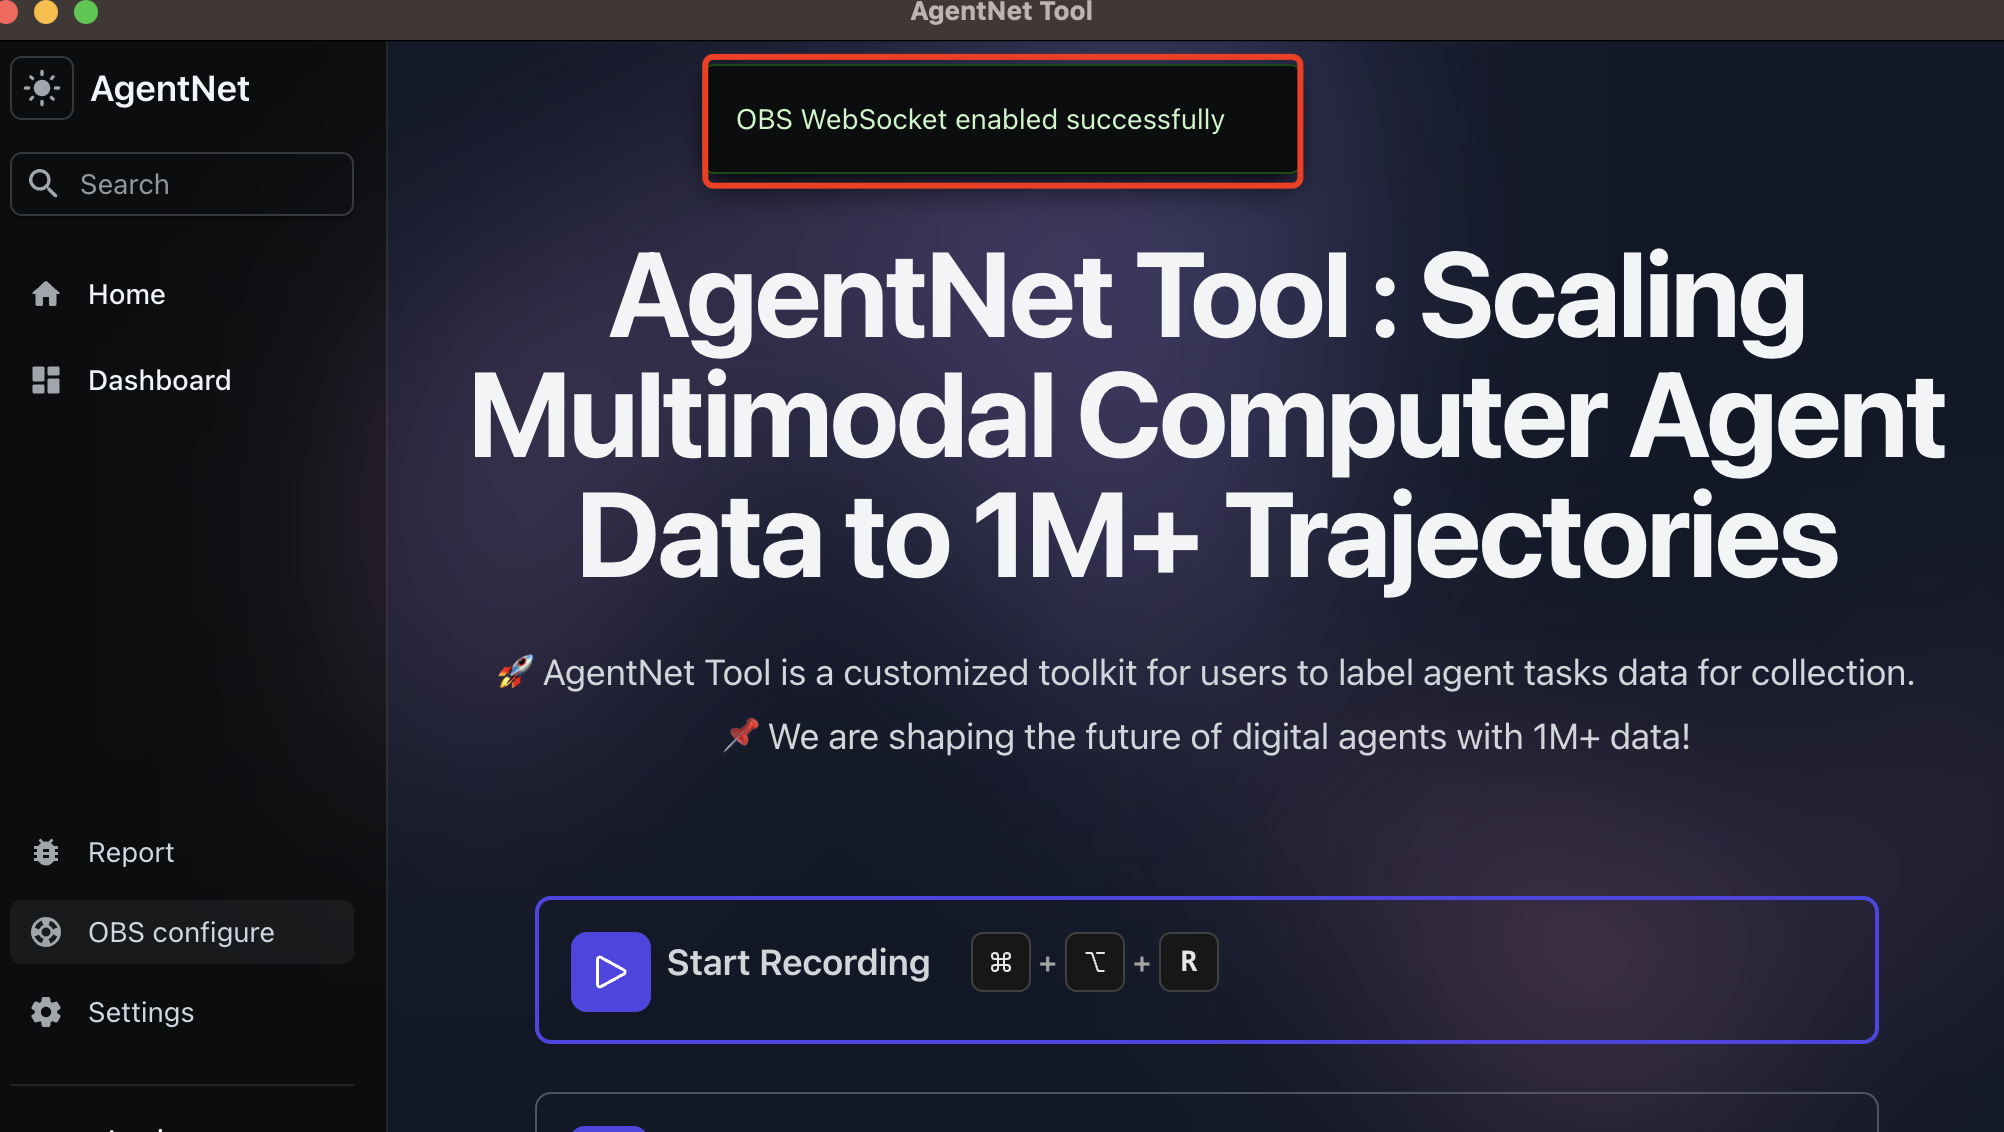 AgentNet Tool
AgentNet
Search
Home
Dashboard
Report
OBS configure
Settings
OBS WebSocket enabled successfully
AgentNet Tool : Scaling
Multimodal Computer Agent
Data to 1M+ Trajectories
🚀 AgentNet Tool is a customized toolkit for users to label agent tasks data for collection.
📌 We are shaping the future of digital agents with 1M+ data!
Start Recording ⌘ + ⌥ + R